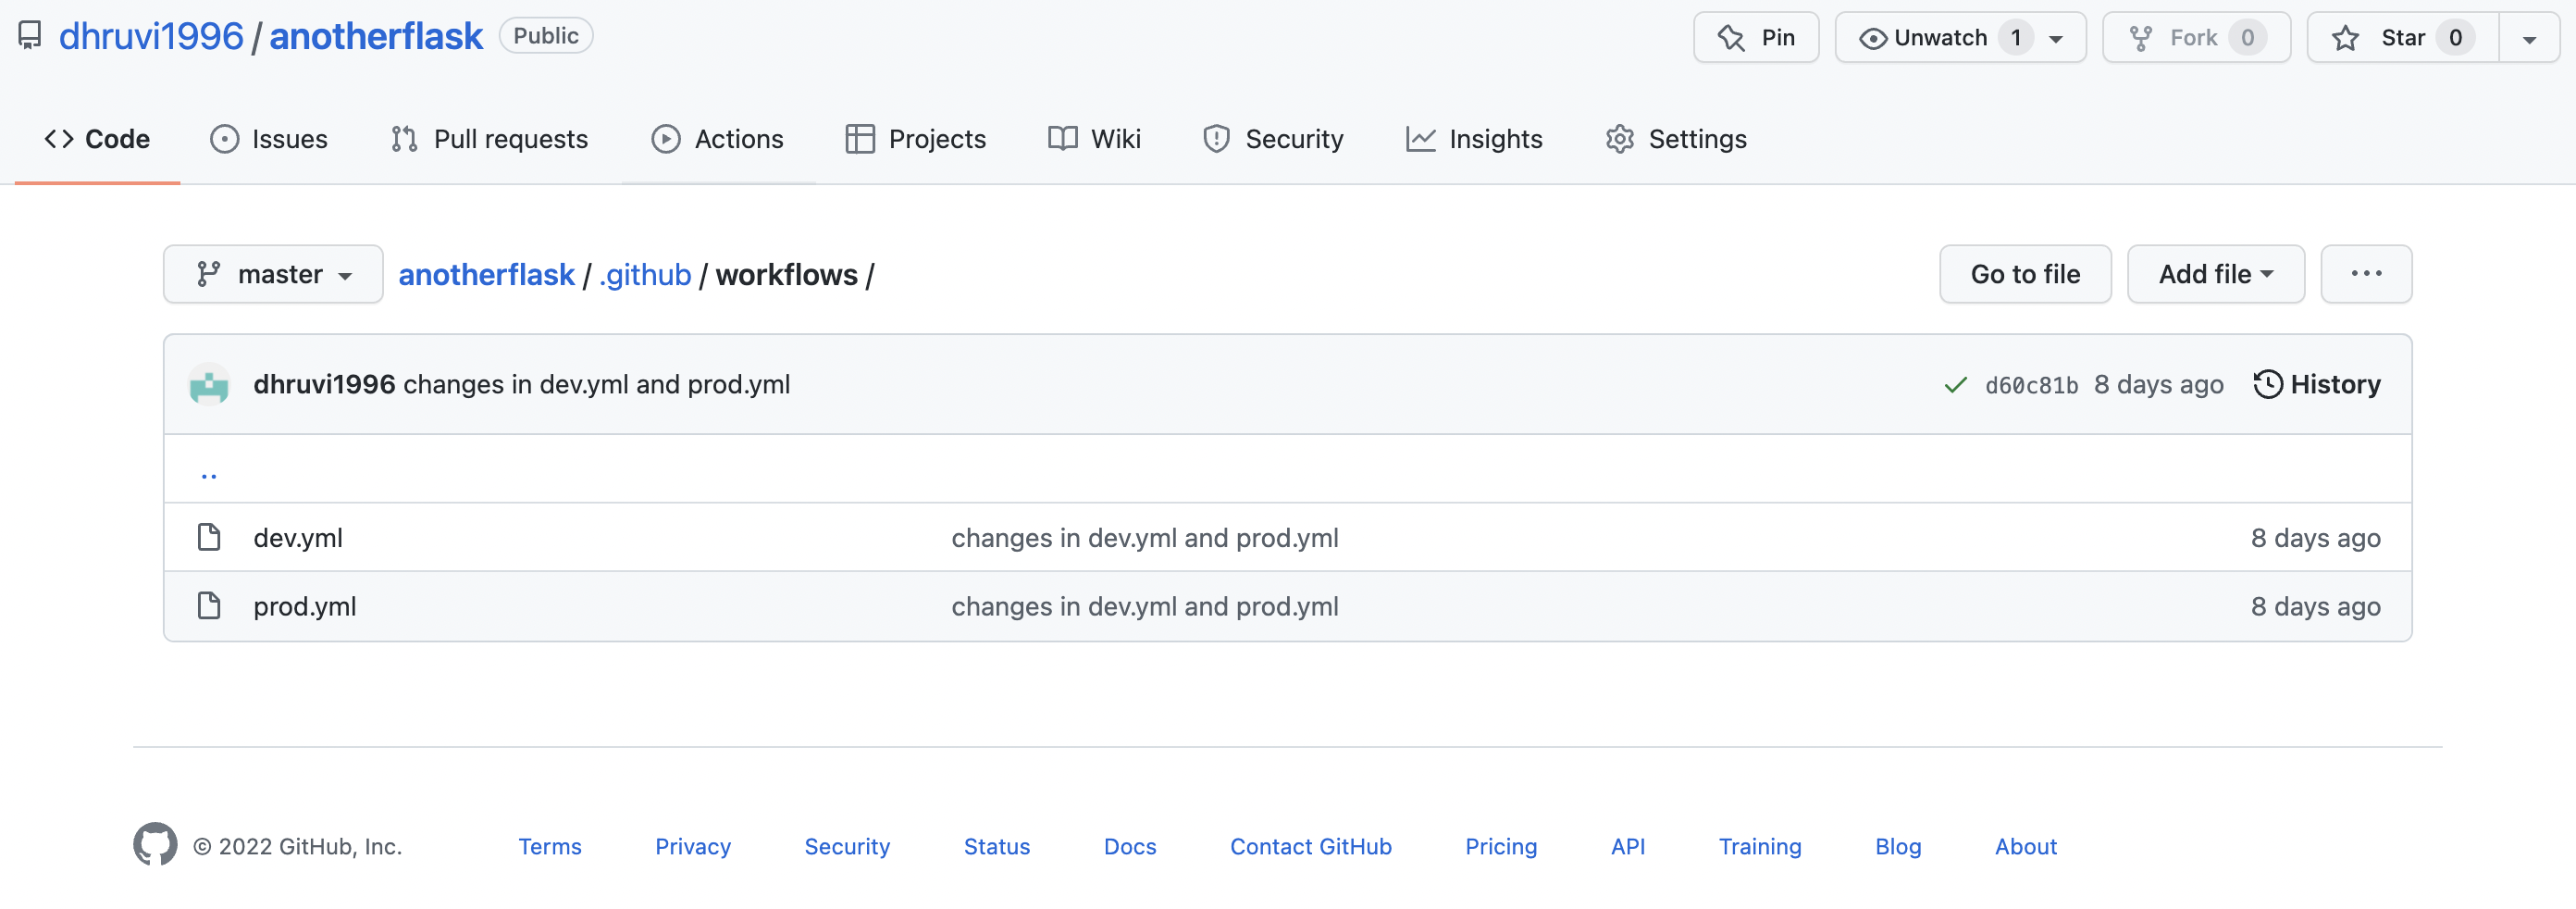 dhruvi1996 / anotherflask Public Pin Unwatch 1 Fork 0 Star 0
Code Issues Pull requests Actions Projects Wiki Security Insights Settings
master anotherflask / .github / workflows / Go to file Add file ...
dhruvi1996 changes in dev.yml and prod.yml d60c81b 8 days ago History
..
dev.yml changes in dev.yml and prod.yml 8 days ago
prod.yml changes in dev.yml and prod.yml 8 days ago
© 2022 GitHub, Inc. Terms Privacy Security Status Docs Contact GitHub Pricing API Training Blog About